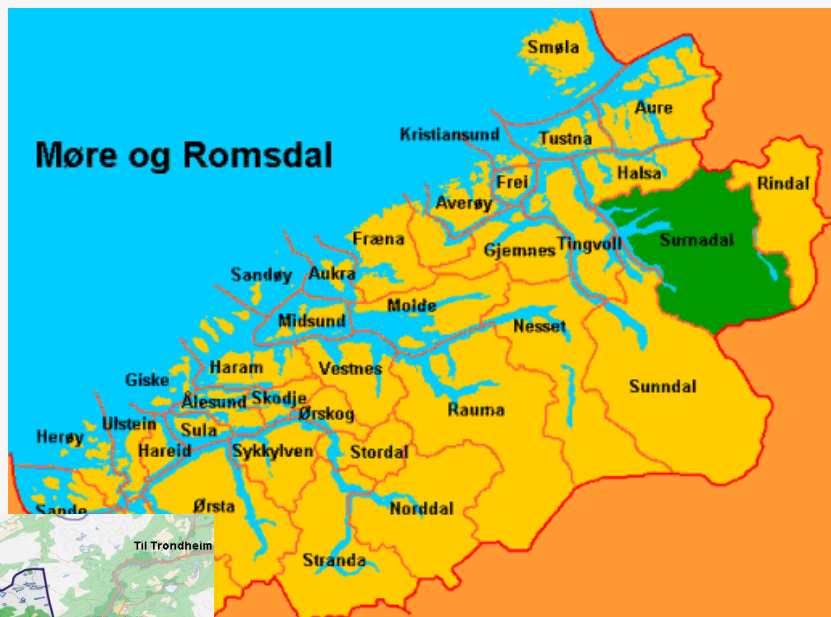 Smøla
Aure
Kristiansund
Tustna
Møre og Romsdal
Halsa
Rindal
Frei
Averøy
Fræna
Surnadal
Gjemnes
Tingvoll
Sandøy
Aukra
Molde
Midsund
Nesset
Haram
Vestnes
Giske
Sunndal
Ålesund
Skodje
Rauma
Ørskog
Ulstein
Sula
Herøy
Hareid
Sykkylven
Stordal
Ørsta
Norddal
Sande
Til Trondheim
Stranda